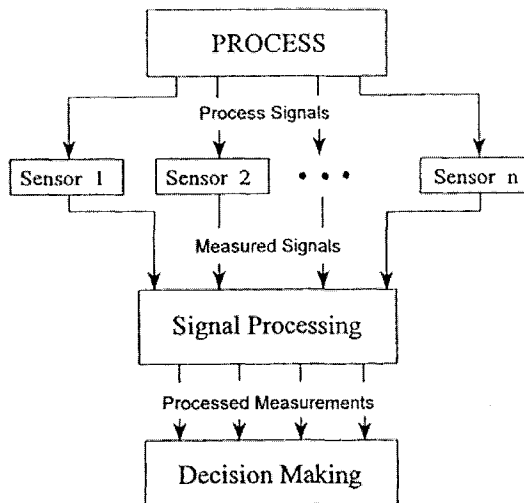 PROCESS
Process Signals
Sensor 1
Sensor 2
• • •
Sensor n
Measured Signals
Signal Processing
Processed Measurements
Decision Making